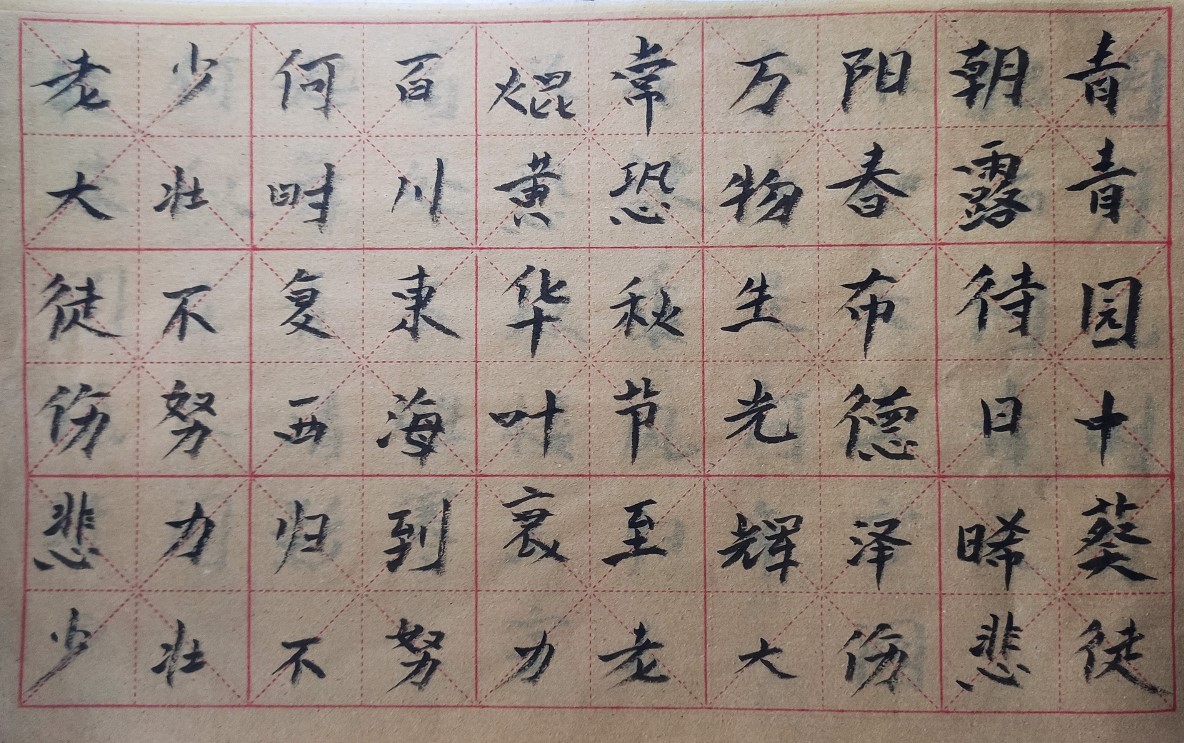 青青园中葵
朝露待日晞
阳春布德泽
万物生光輝
常恐秋节至
焜黄华叶衰
百川東海到
何时复西归
少壮不努力
老大徒伤悲
少壮不努力老大伤悲徒